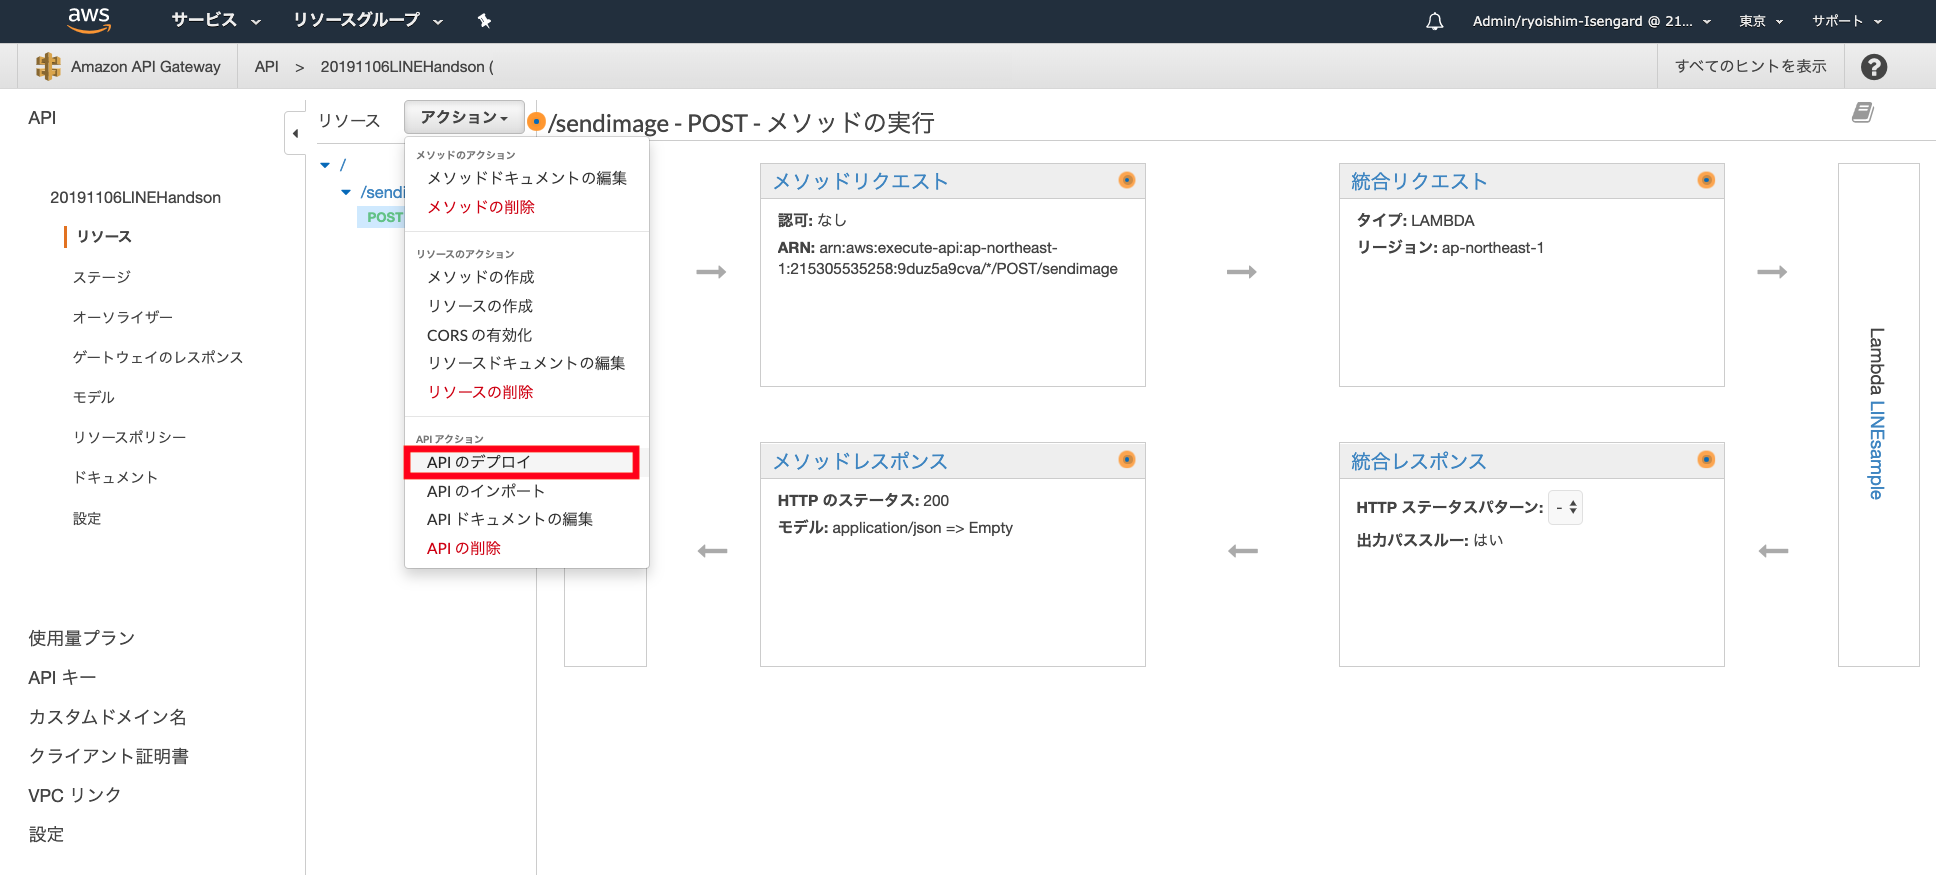 aws
サービス
リソースグループ
Admin/ryoishim-Isengard @ 21...
東京
サポート
Amazon API Gateway
API > 20191106LINEHandson (
すべてのヒントを表示
?
API
20191106LINEHandson
リソース
ステージ
オーソライザー
ゲートウェイのレスポンス
モデル
リソースポリシー
ドキュメント
設定
使用量プラン
API キー
カスタムドメイン名
クライアント証明書
VPC リンク
設定
リソース
アクション
/
/sendi
POST
メソッドのアクション
メソッドドキュメントの編集
メソッドの削除
リソースのアクション
メソッドの作成
リソースの作成
CORS の有効化
リソースドキュメントの編集
リソースの削除
API アクション
API のデプロイ
API のインポート
API ドキュメントの編集
API の削除
/sendimage - POST - メソッドの実行
メソッドリクエスト
認可: なし
ARN: arn:aws:execute-api:ap-northeast-
1:215305535258:9duz5a9cva/*/POST/sendimage
統合リクエスト
タイプ: LAMBDA
リージョン: ap-northeast-1
Lambda LINEsample
メソッドレスポンス
HTTP のステータス: 200
モデル: application/json => Empty
統合レスポンス
HTTP ステータスパターン: -
出力パススルー: はい